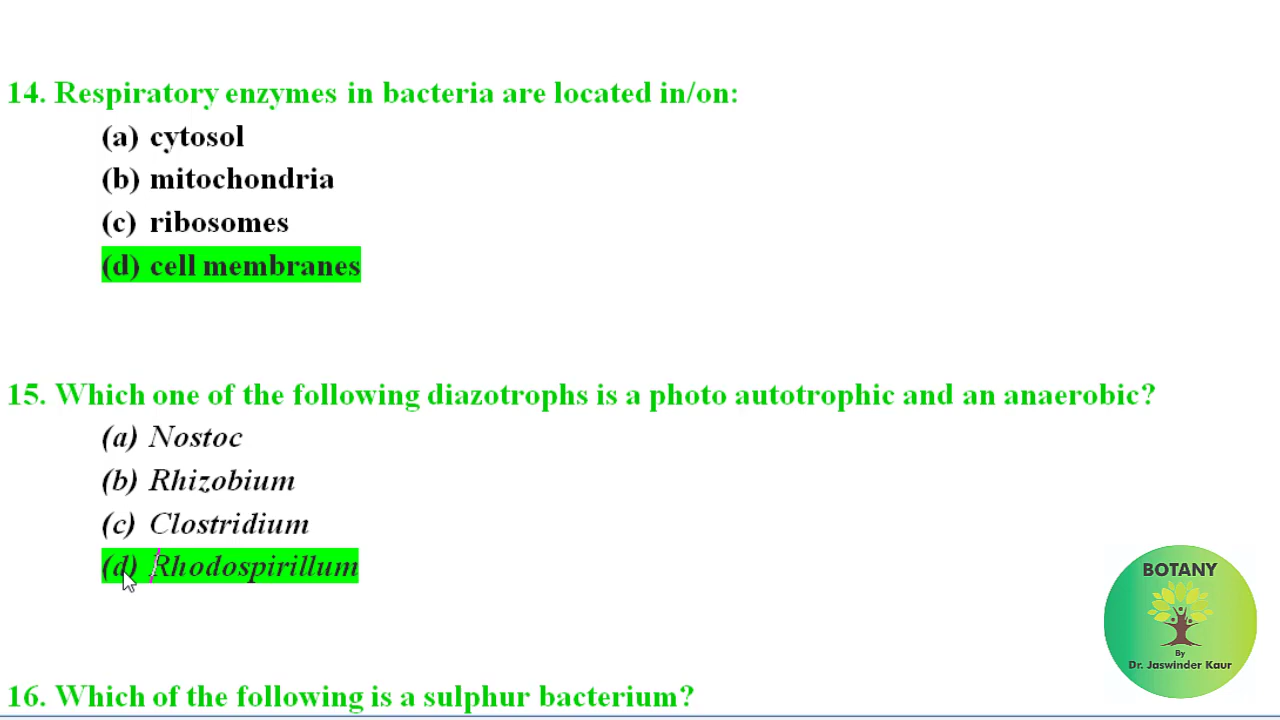 14. Respiratory enzymes in bacteria are located in/on:
(a) cytosol
(b) mitochondria
(c) ribosomes
(d) cell membranes
15. Which one of the following diazotrophs is a photo autotrophic and an anaerobic?
(a) Nostoc
(b) Rhizobium
(c) Clostridium
(d) Rhodospirillum
BOTANY
By
Dr. Jaswinder Kaur
16. Which of the following is a sulphur bacterium?